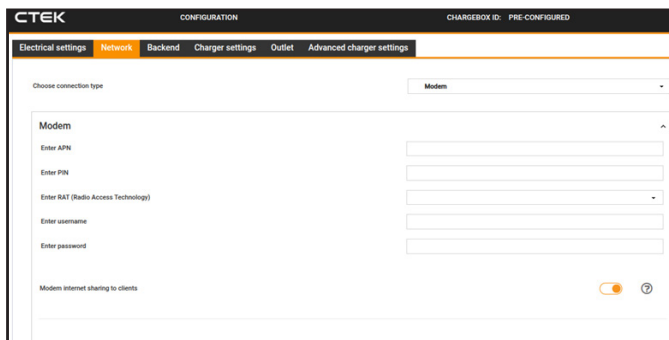 CTEK CONFIGURATION CHARGEBOX ID: PRE-CONFIGURED
Electrical settings Network Backend Charger settings Outlet Advanced charger settings
Choose connection type Modem
Modem
Enter APN
Enter PIN
Enter RAT (Radio Access Technology)
Enter username
Enter password
Modem internet sharing to clients ?